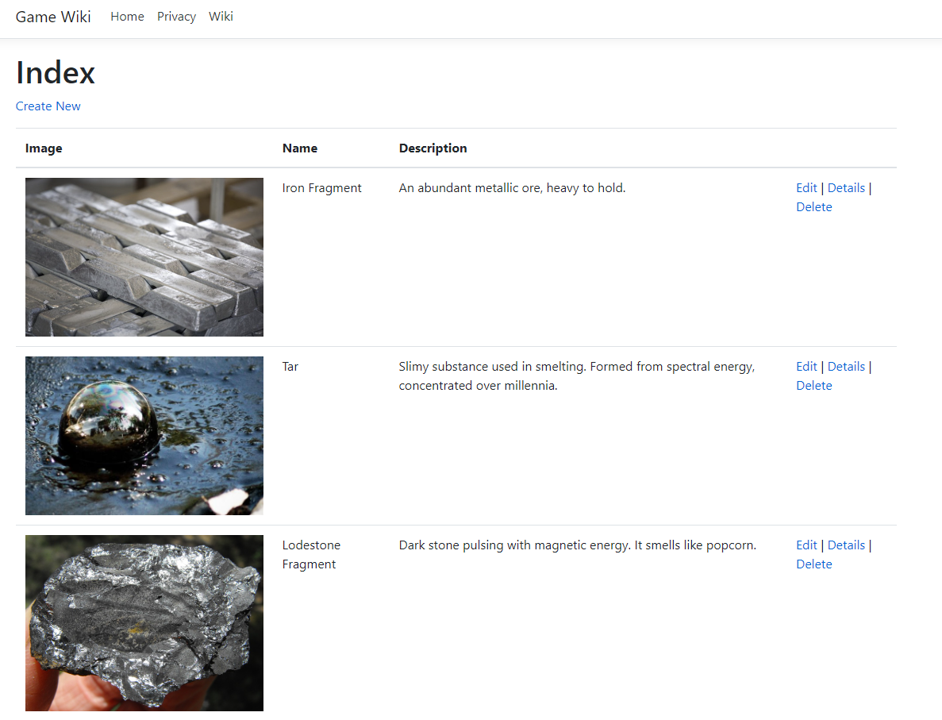 Game Wiki Home Privacy Wiki
Index
Create New
Image Name Description
Iron Fragment An abundant metallic ore, heavy to hold. Edit | Details |
Delete
Tar Slimy substance used in smelting. Formed from spectral energy, Edit | Details |
concentrated over millennia. Delete
Lodestone Dark stone pulsing with magnetic energy. It smells like popcorn. Edit | Details |
Fragment Delete